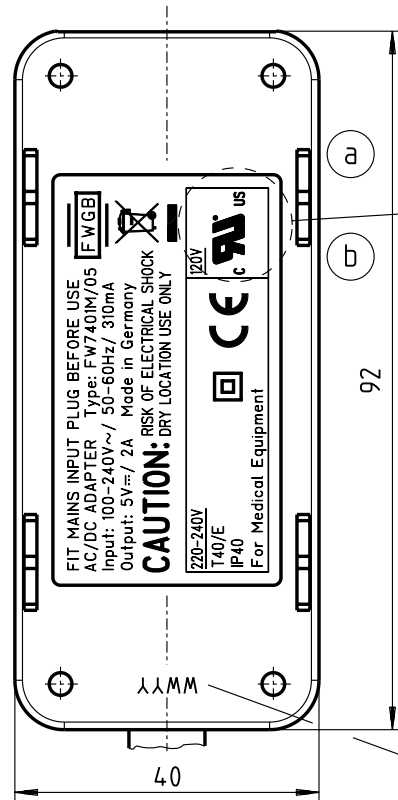 FIT MAINS INPUT PLUG BEFORE USE
AC/DC ADAPTER Type: FW7401M/05
Input: 100-240V~/ 50-60Hz/ 310mA
Output: 5V⎓/ 2A Made in Germany
CAUTION: RISK OF ELECTRICAL SHOCK
DRY LOCATION USE ONLY
FWGB
220-240V
T40/E
IP40
For Medical Equipment
CE
120V
c RU US
a
b
92
WWYY
40